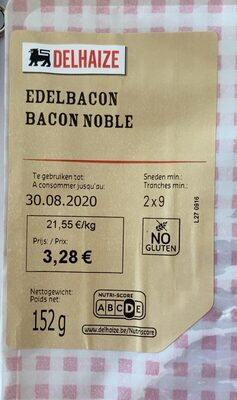 DELHAIZE
EDELBACON
BACON NOBLE
Te gebruiken tot:
A consommer jusqu'au:
30.08.2020
Sneden min.:
Tranches min.:
2x9
21,55 €/kg
Prijs: / Prix:
3,28 €
NO
GLUTEN
L27 0916
Nettogewicht:
Poids net:
152g
NUTRI-SCORE
ABCDE
www.delhaize.be/Nutriscore